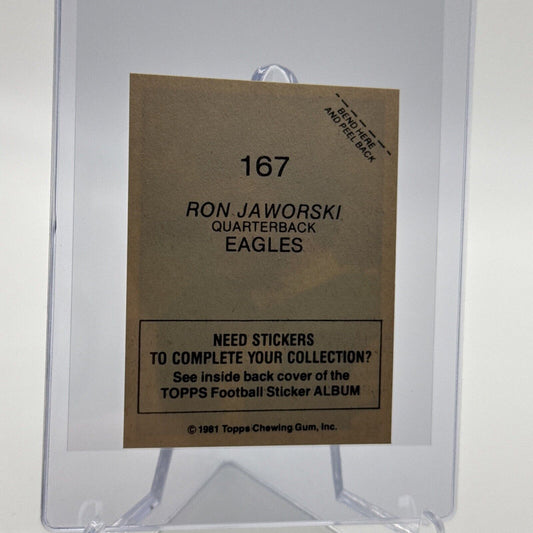 BEND HERE
AND PEEL BACK
167
RON JAWORSKI
QUARTERBACK
EAGLES
NEED STICKERS
TO COMPLETE YOUR COLLECTION?
See inside back cover of the
TOPPS Football Sticker ALBUM
© 1981 Topps Chewing Gum, Inc.